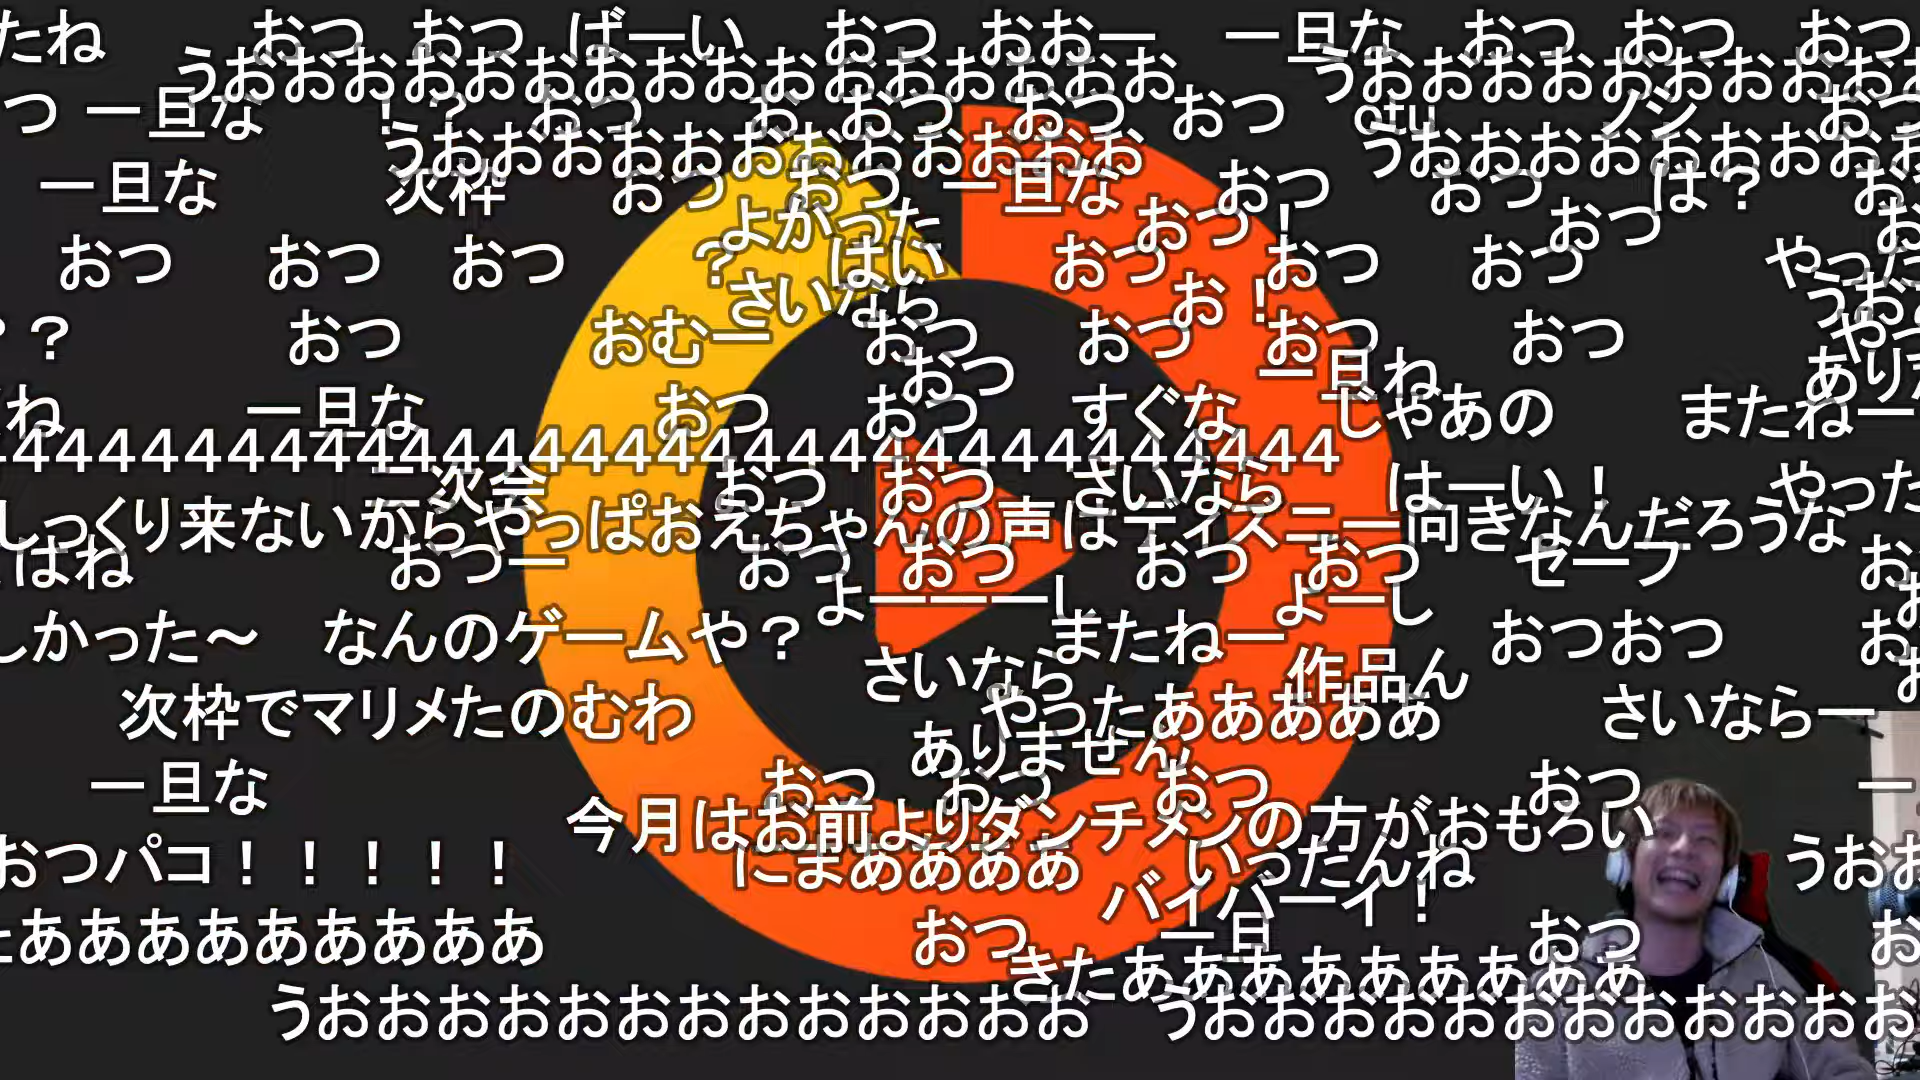 たね おつ おつ ばーい おつ おおー 一旦な おつ おつ おつ
うおおおおおおおおおおおおおおお うおおおおおおおおお
つ 一旦な ！？ おつ お おつ おつ おつ otu ノシ おつ
うおおおおおおおおおおおお うおおおおおおおお
一旦な 次枠 おつ おつ 一旦な おつ おつ は？ お
よかった おつ！ おつ お
おつ おつ おつ ？ はい おつ おつ おつ やった
さいなら お！ うお
？？ おつ おむー おつ おつ おつ おつ やっ
おつ 一旦ね あり
ね 一旦な おつ おつ すぐな じゃあの またねー
4444444444444444444444444444444
二次会 おつ おつ さいなら はーい！ やった
しっくり来ないからやっぱおえちゃんの声はディズニー向きなんだろうな
はね おつー おつ おつ おつ おつ セーフ お
よーーーし よーし お
しかった～ なんのゲームや？ またねー おつおつ お
さいなら 作品ん お
次枠でマリメたのむわ やったあああああ さいならー
ありません
一旦な おつ おつ おつ おつ 一
今月はお前よりダンチメンの方がおもろい
おつパコ！！！！！ にまあああああ いったんね うおお
バイバーイ！
たあああああああああ おつ 一旦 おつ お
きたあああああああああ
うおおおおおおおおおおおおお うおおおおおおおおおおおお